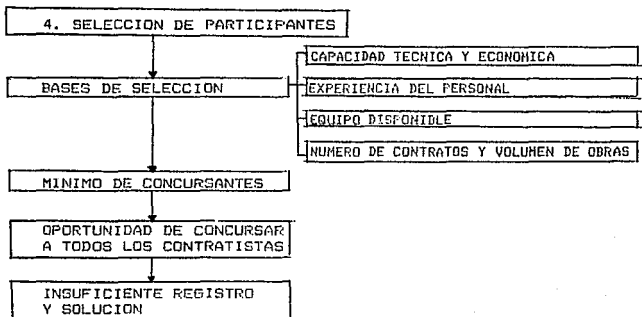 4. SELECCION DE PARTICIPANTES
BASES DE SELECCION
CAPACIDAD TECNICA Y ECONOMICA
EXPERIENCIA DEL PERSONAL
EQUIPO DISPONIBLE
NUMERO DE CONTRATOS Y VOLUMEN DE OBRAS
MINIMO DE CONCURSANTES
OPORTUNIDAD DE CONCURSAR
A TODOS LOS CONTRATISTAS
INSUFICIENTE REGISTRO
Y SOLUCION